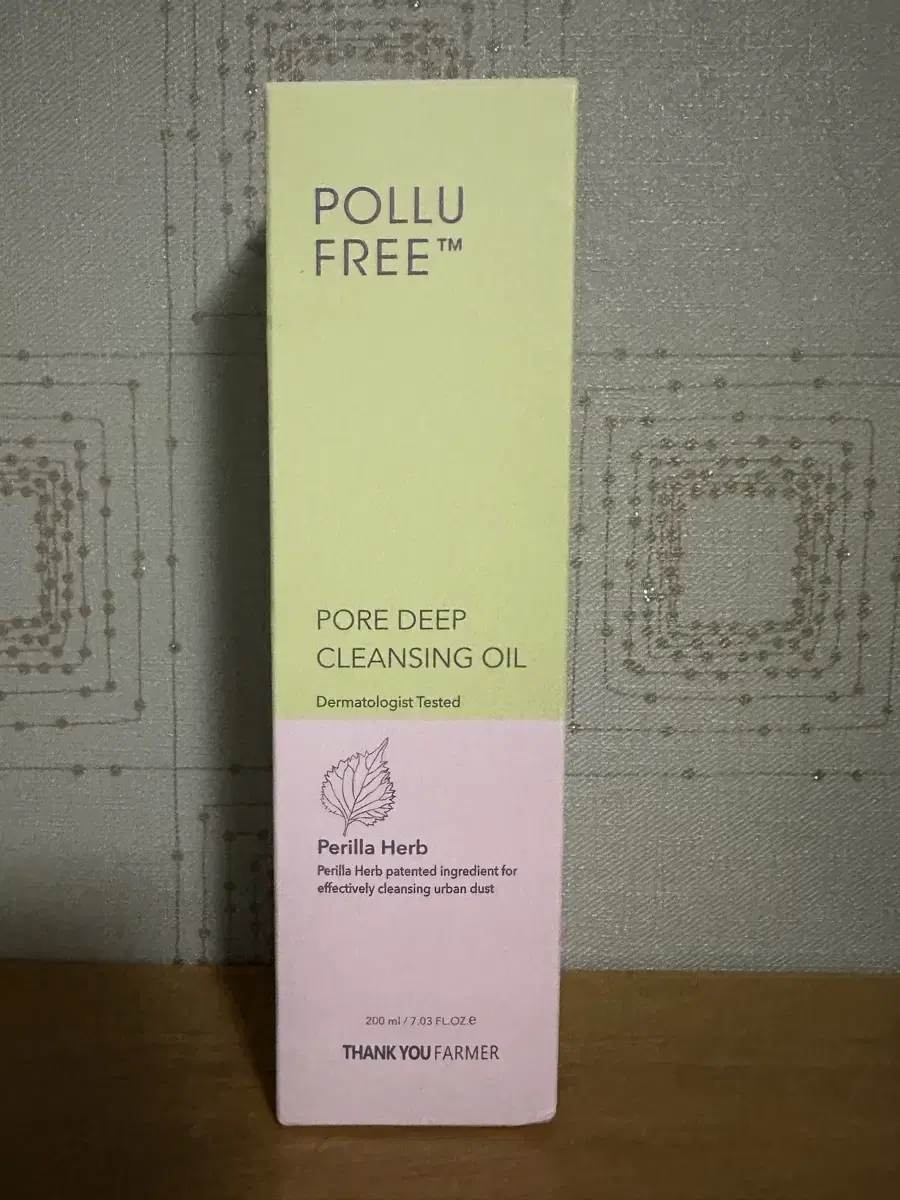 POLLU
FREE™
PORE DEEP
CLEANSING OIL
Dermatologist Tested
Perilla Herb
Perilla Herb patented ingredient for
effectively cleansing urban dust
200 ml / 7.03 FL.OZ.℮
THANK YOU FARMER